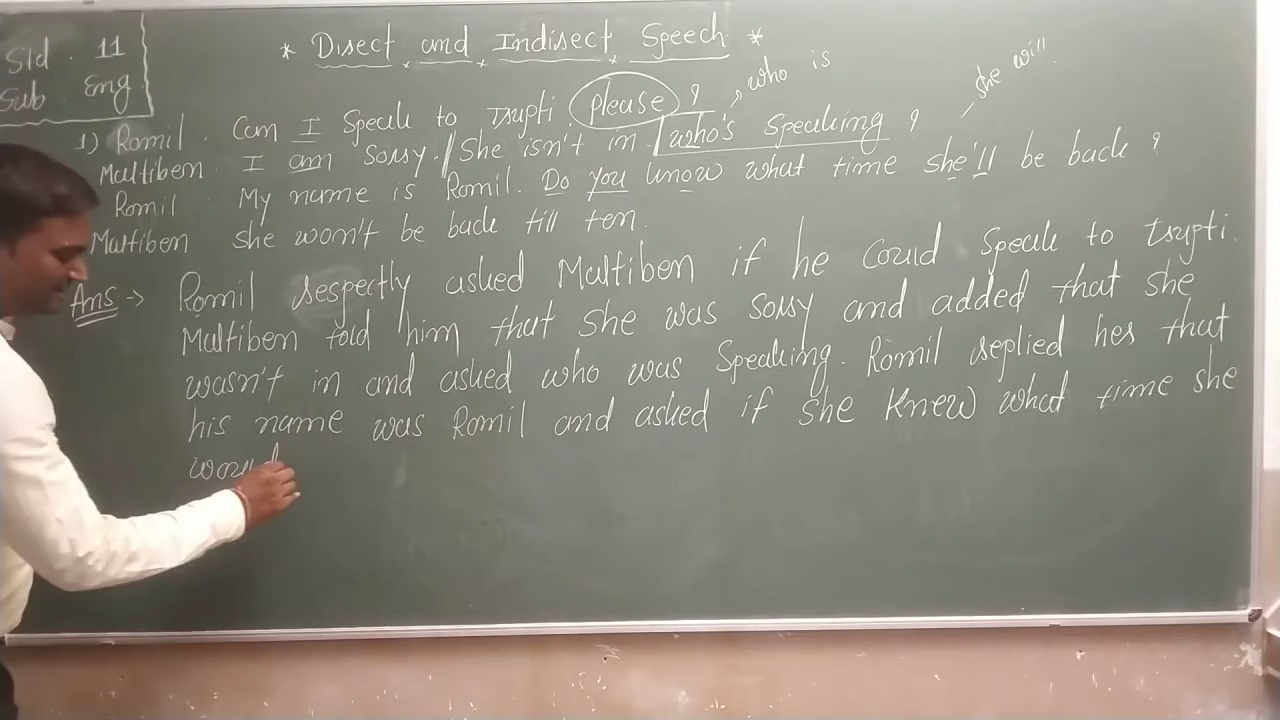 Std. 11
Sub Eng
* Direct and Indirect Speech *
who is
she will
1) Romil. Can I Speak to Trupti Please?
Maltiben: I am sorry. She isn't in. who's Speaking?
Romil: My name is Romil. Do you know what time she'll be back?
Maltiben she won't be back till ten.
Ans → Romil respectly asked Maltiben if he could speak to trupti.
Maltiben told him that she was sorry and added that she
wasn't in and asked who was speaking. Romil replied her that
his name was Romil and asked if she knew what time she
woul